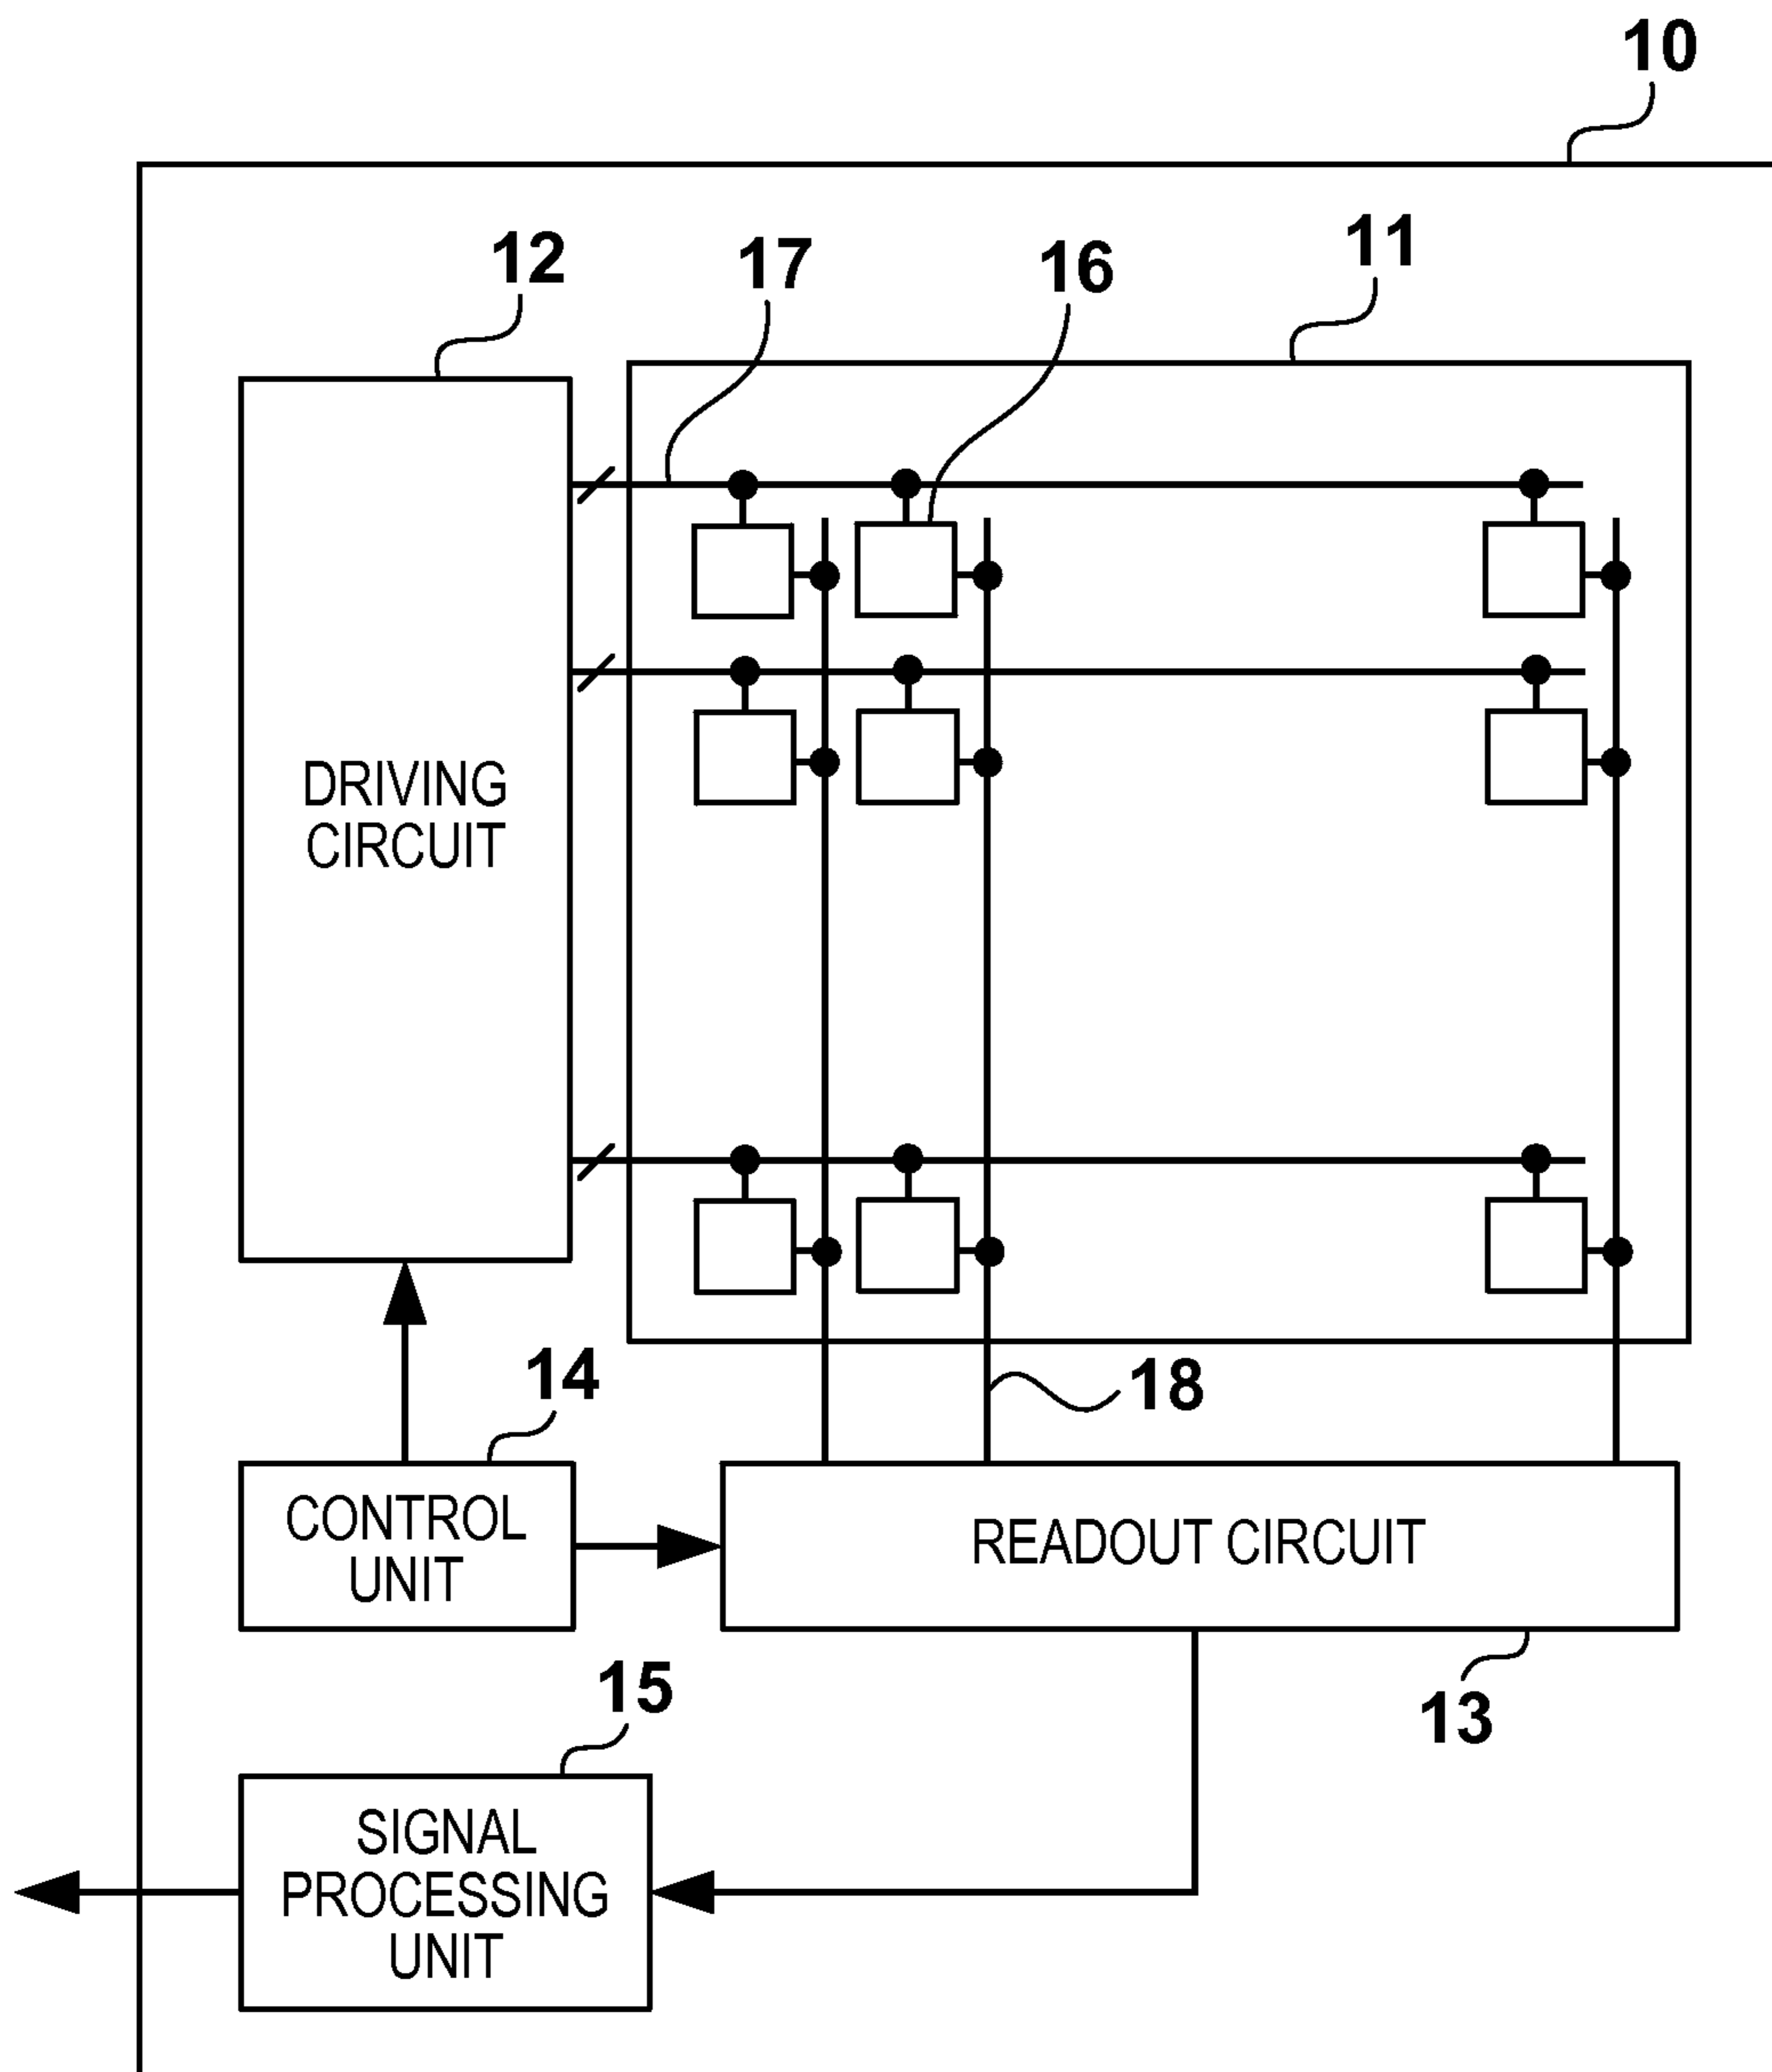 10
11
12
17
16
DRIVING
CIRCUIT
14
18
CONTROL
UNIT
READOUT CIRCUIT
15
13
SIGNAL
PROCESSING
UNIT